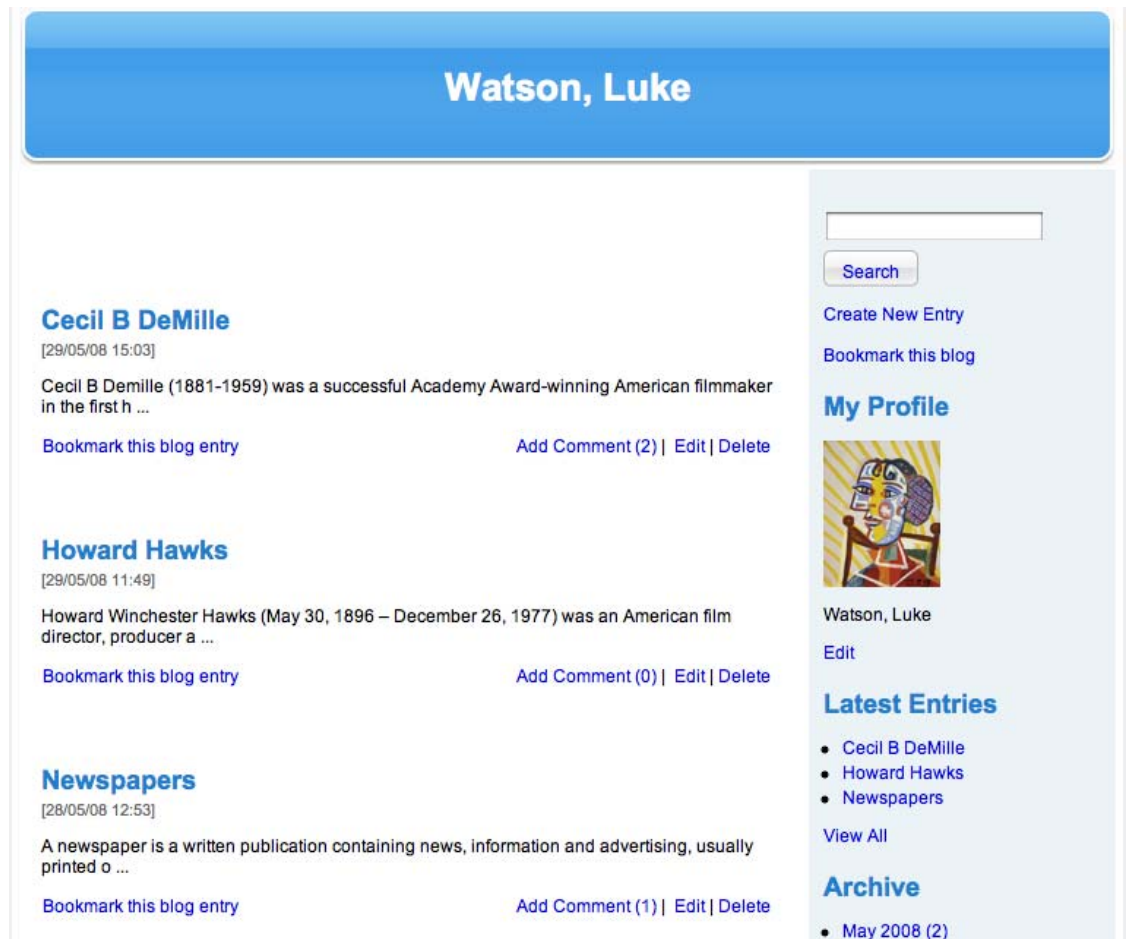 Watson, Luke
Cecil B DeMille
[29/05/08 15:03]
Cecil B Demille (1881-1959) was a successful Academy Award-winning American filmmaker
in the first h ...
Bookmark this blog entry Add Comment (2) | Edit | Delete
Howard Hawks
[29/05/08 11:49]
Howard Winchester Hawks (May 30, 1896 – December 26, 1977) was an American film
director, producer a ...
Bookmark this blog entry Add Comment (0) | Edit | Delete
Newspapers
[28/05/08 12:53]
A newspaper is a written publication containing news, information and advertising, usually
printed o ...
Bookmark this blog entry Add Comment (1) | Edit | Delete
Search
Create New Entry
Bookmark this blog
My Profile
Watson, Luke
Edit
Latest Entries
• Cecil B DeMille
• Howard Hawks
• Newspapers
View All
Archive
• May 2008 (2)